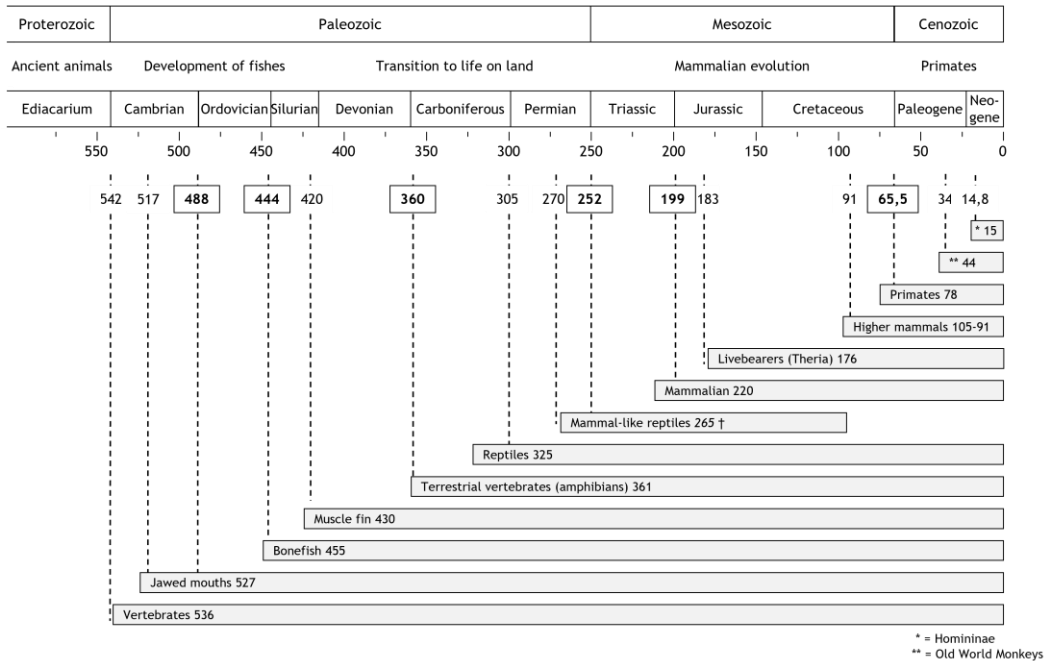 Proterozoic Paleozoic Mesozoic Cenozoic
Ancient animals Development of fishes Transition to life on land Mammalian evolution Primates
Ediacarium Cambrian Ordovician Silurian Devonian Carboniferous Permian Triassic Jurassic Cretaceous Paleogene Neo-
gene
550 500 450 400 350 300 250 200 150 100 50 0
542 517 488 444 420 360 305 270 252 199 183 91 65,5 34 14,8
* 15
** 44
Primates 78
Higher mammals 105-91
Livebearers (Theria) 176
Mammalian 220
Mammal-like reptiles 265 †
Reptiles 325
Terrestrial vertebrates (amphibians) 361
Muscle fin 430
Bonefish 455
Jawed mouths 527
Vertebrates 536
* = Homininae
** = Old World Monkeys